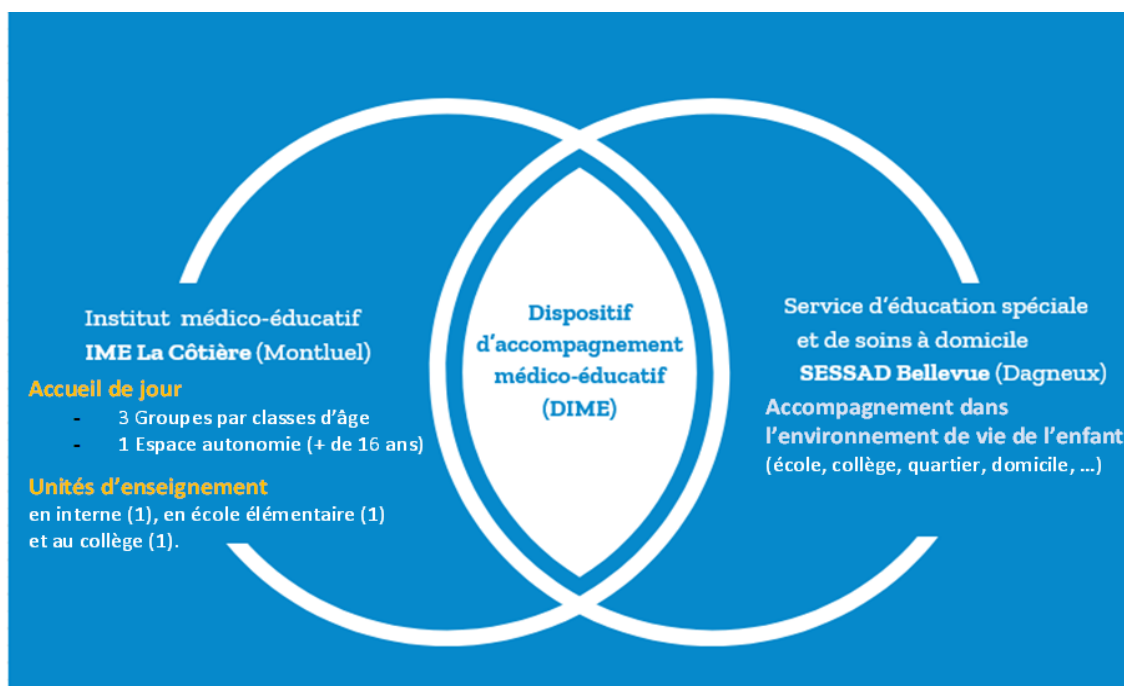 Institut médico-éducatif
IME La Côtière (Montluel)
Accueil de jour
- 3 Groupes par classes d'âge
- 1 Espace autonomie (+ de 16 ans)
Unités d'enseignement
en interne (1), en école élémentaire (1)
et au collège (1).
Dispositif
d'accompagnement
médico-éducatif
(DIME)
Service d'éducation spéciale
et de soins à domicile
SESSAD Bellevue (Dagneux)
Accompagnement dans
l'environnement de vie de l'enfant
(école, collège, quartier, domicile, ...)